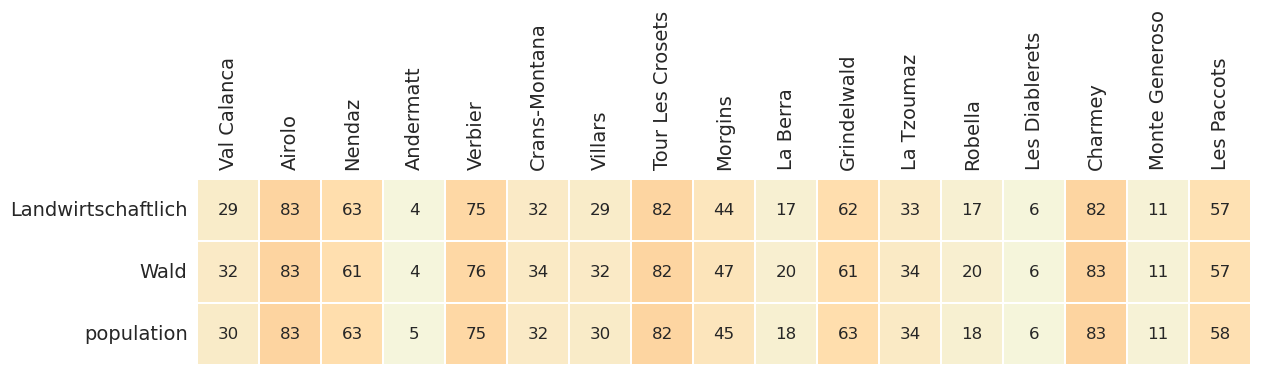 Val Calanca Airolo Nendaz Andermatt Verbier Crans-Montana Villars Tour Les Crosets Morgins La Berra Grindelwald La Tzoumaz Robella Les Diablerets Charmey Monte Generoso Les Paccots
Landwirtschaftlich 29 83 63 4 75 32 29 82 44 17 62 33 17 6 82 11 57
Wald 32 83 61 4 76 34 32 82 47 20 61 34 20 6 83 11 57
population 30 83 63 5 75 32 30 82 45 18 63 34 18 6 83 11 58